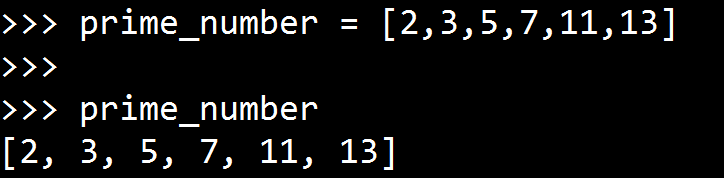 >>> prime_number = [2,3,5,7,11,13]
>>>
>>> prime_number
[2, 3, 5, 7, 11, 13]